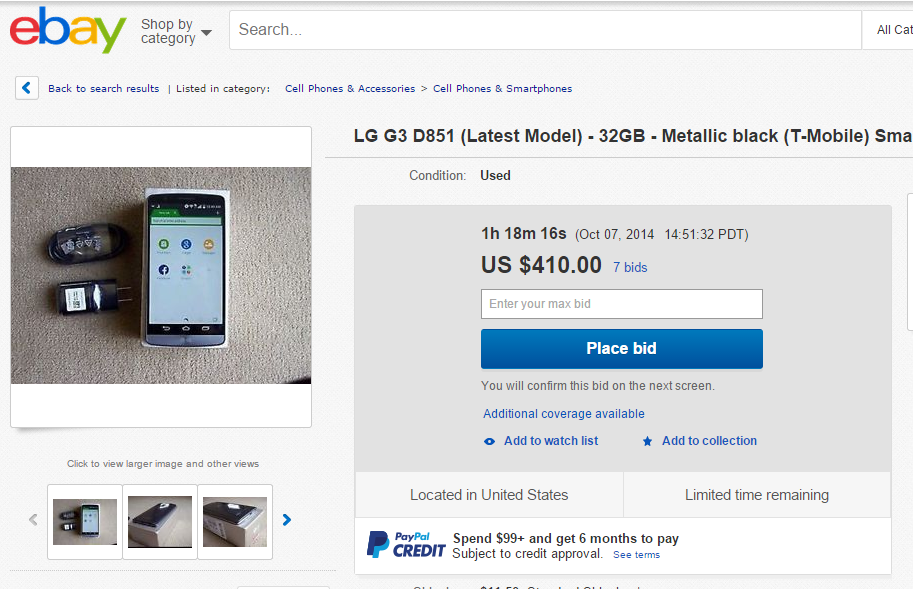 ebay
Shop by
category
Search...
All Cat
Back to search results | Listed in category: Cell Phones & Accessories > Cell Phones & Smartphones
LG G3 D851 (Latest Model) - 32GB - Metallic black (T-Mobile) Sma
Condition: Used
1h 18m 16s (Oct 07, 2014 14:51:32 PDT)
US $410.00 7 bids
Enter your max bid
Place bid
You will confirm this bid on the next screen.
Additional coverage available
Add to watch list Add to collection
Click to view larger image and other views
Located in United States Limited time remaining
PayPal
CREDIT
Spend $99+ and get 6 months to pay
Subject to credit approval. See terms